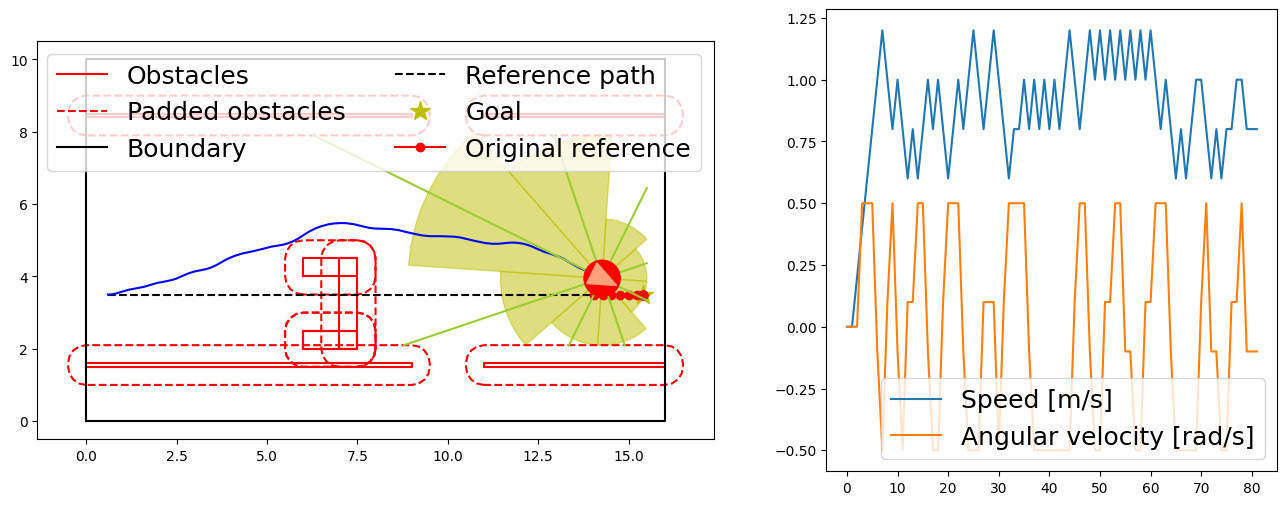 10
8
6
4
2
0
0.0 2.5 5.0 7.5 10.0 12.5 15.0
Obstacles
Padded obstacles
Boundary
Reference path
Goal
Original reference
1.25
1.00
0.75
0.50
0.25
0.00
−0.25
−0.50
0 10 20 30 40 50 60 70 80
Speed [m/s]
Angular velocity [rad/s]